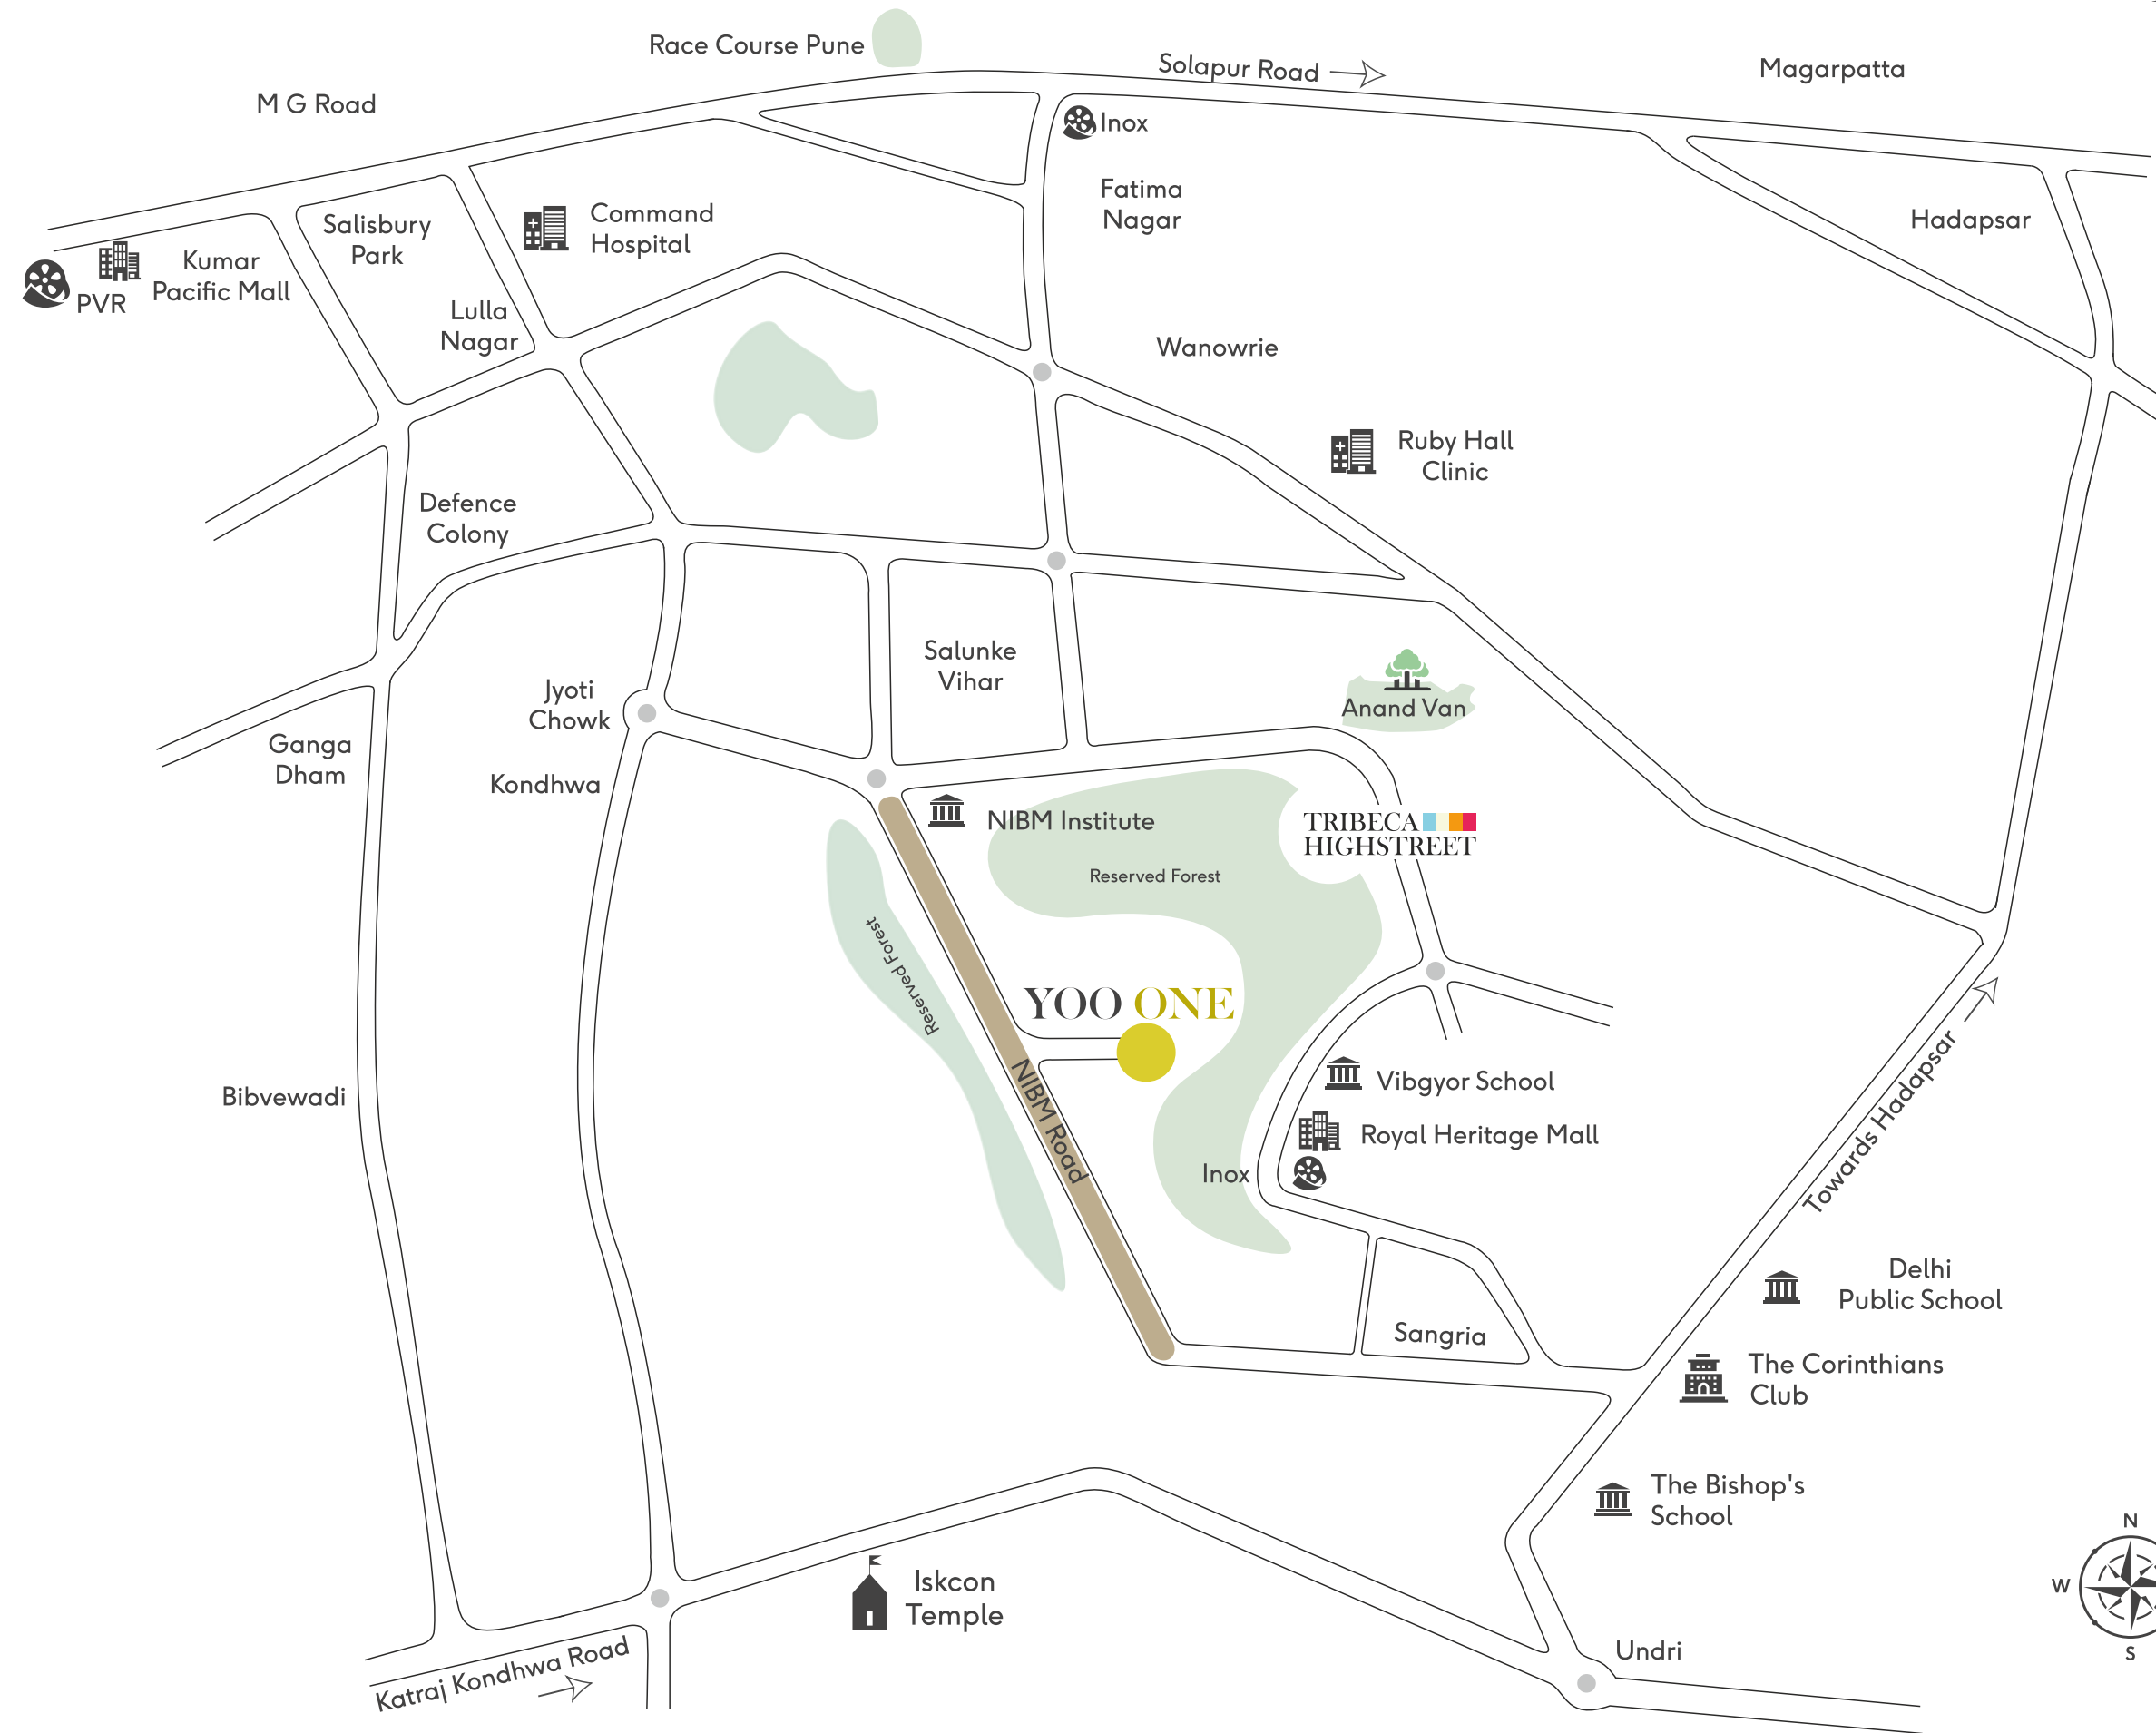 Race Course Pune
Solapur Road
Magarpatta
M G Road
Inox
Fatima
Nagar
Hadapsar
Salisbury
Park
Command
Hospital
Kumar
Pacific Mall
PVR
Lulla
Nagar
Wanowrie
Ruby Hall
Clinic
Defence
Colony
Salunke
Vihar
Anand Van
Jyoti
Chowk
Ganga
Dham
Kondhwa
NIBM Institute
TRIBECA
HIGHSTREET
Reserved Forest
Reserved Forest
YOO ONE
NIBM Road
Vibgyor School
Bibvewadi
Royal Heritage Mall
Inox
Towards Hadapsar
Delhi
Public School
Sangria
The Corinthians
Club
The Bishop's
School
Iskcon
Temple
Undri
Katraj Kondhwa Road
N
W
S